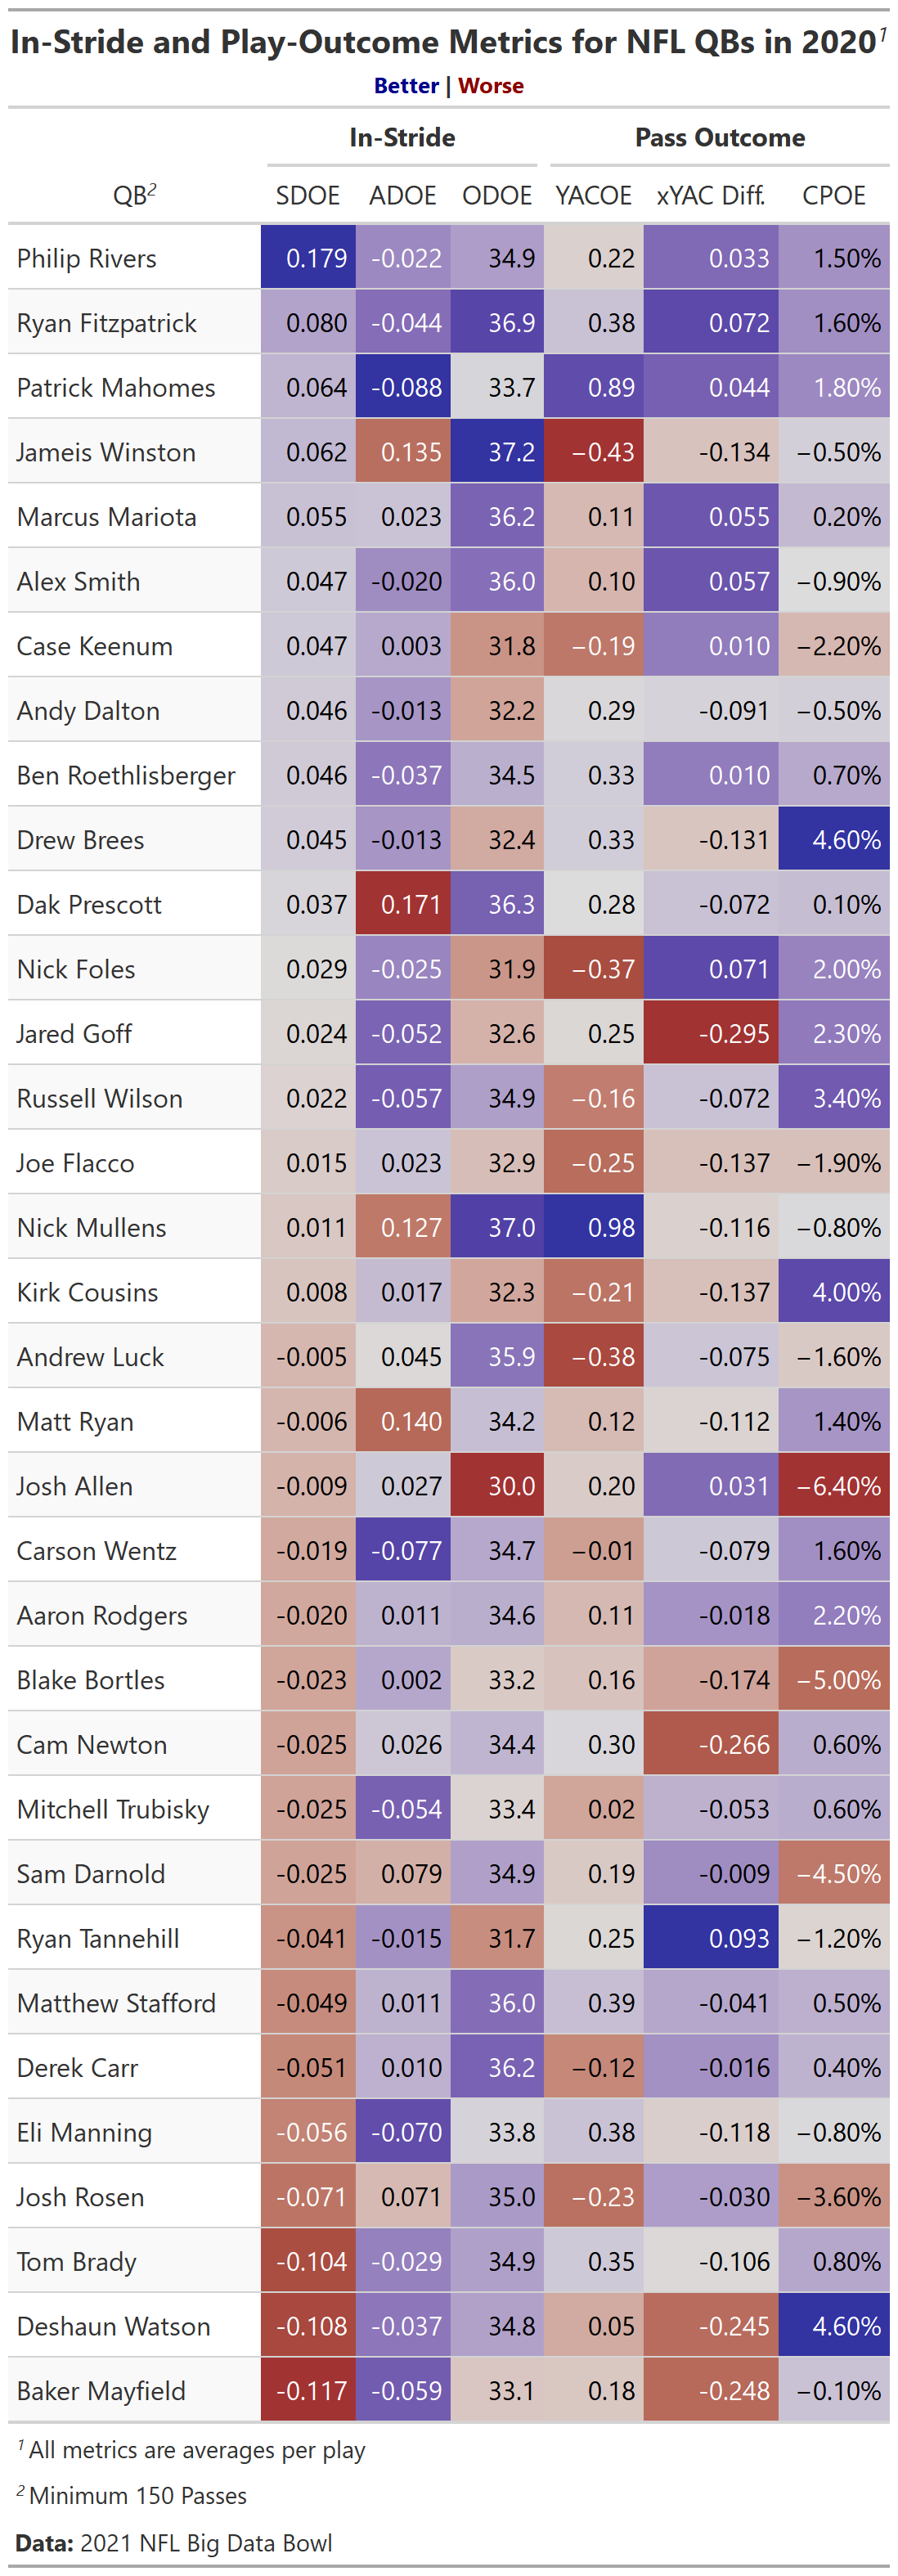 In-Stride and Play-Outcome Metrics for NFL QBs in 2020¹
Better | Worse
In-Stride Pass Outcome
QB² SDOE ADOE ODOE YACOE xYAC Diff. CPOE
Philip Rivers 0.179 -0.022 34.9 0.22 0.033 1.50%
Ryan Fitzpatrick 0.080 -0.044 36.9 0.38 0.072 1.60%
Patrick Mahomes 0.064 -0.088 33.7 0.89 0.044 1.80%
Jameis Winston 0.062 0.135 37.2 −0.43 -0.134 −0.50%
Marcus Mariota 0.055 0.023 36.2 0.11 0.055 0.20%
Alex Smith 0.047 -0.020 36.0 0.10 0.057 −0.90%
Case Keenum 0.047 0.003 31.8 −0.19 0.010 −2.20%
Andy Dalton 0.046 -0.013 32.2 0.29 -0.091 −0.50%
Ben Roethlisberger 0.046 -0.037 34.5 0.33 0.010 0.70%
Drew Brees 0.045 -0.013 32.4 0.33 -0.131 4.60%
Dak Prescott 0.037 0.171 36.3 0.28 -0.072 0.10%
Nick Foles 0.029 -0.025 31.9 −0.37 0.071 2.00%
Jared Goff 0.024 -0.052 32.6 0.25 -0.295 2.30%
Russell Wilson 0.022 -0.057 34.9 −0.16 -0.072 3.40%
Joe Flacco 0.015 0.023 32.9 −0.25 -0.137 −1.90%
Nick Mullens 0.011 0.127 37.0 0.98 -0.116 −0.80%
Kirk Cousins 0.008 0.017 32.3 −0.21 -0.137 4.00%
Andrew Luck -0.005 0.045 35.9 −0.38 -0.075 −1.60%
Matt Ryan -0.006 0.140 34.2 0.12 -0.112 1.40%
Josh Allen -0.009 0.027 30.0 0.20 0.031 −6.40%
Carson Wentz -0.019 -0.077 34.7 −0.01 -0.079 1.60%
Aaron Rodgers -0.020 0.011 34.6 0.11 -0.018 2.20%
Blake Bortles -0.023 0.002 33.2 0.16 -0.174 −5.00%
Cam Newton -0.025 0.026 34.4 0.30 -0.266 0.60%
Mitchell Trubisky -0.025 -0.054 33.4 0.02 -0.053 0.60%
Sam Darnold -0.025 0.079 34.9 0.19 -0.009 −4.50%
Ryan Tannehill -0.041 -0.015 31.7 0.25 0.093 −1.20%
Matthew Stafford -0.049 0.011 36.0 0.39 -0.041 0.50%
Derek Carr -0.051 0.010 36.2 −0.12 -0.016 0.40%
Eli Manning -0.056 -0.070 33.8 0.38 -0.118 −0.80%
Josh Rosen -0.071 0.071 35.0 −0.23 -0.030 −3.60%
Tom Brady -0.104 -0.029 34.9 0.35 -0.106 0.80%
Deshaun Watson -0.108 -0.037 34.8 0.05 -0.245 4.60%
Baker Mayfield -0.117 -0.059 33.1 0.18 -0.248 −0.10%
¹ All metrics are averages per play
² Minimum 150 Passes
Data: 2021 NFL Big Data Bowl